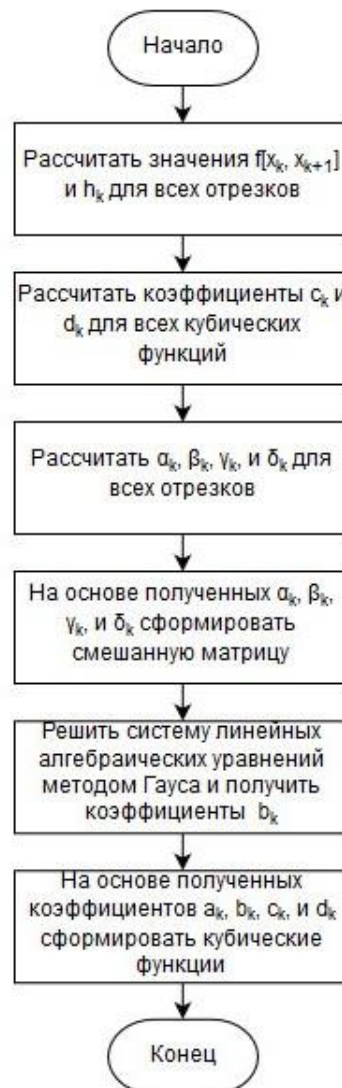 Начало
Рассчитать значения f[xₖ, xₖ₊₁]
и hₖ для всех отрезков
Рассчитать коэффициенты cₖ и
dₖ для всех кубических
функций
Рассчитать αₖ, βₖ, γₖ, и δₖ для
всех отрезков
На основе полученных αₖ, βₖ,
γₖ, и δₖ сформировать
смешанную матрицу
Решить систему линейных
алгебраических уравнений
методом Гауса и получить
коэффициенты bₖ
На основе полученных
коэффициентов aₖ, bₖ, cₖ, и dₖ
сформировать кубические
функции
Конец